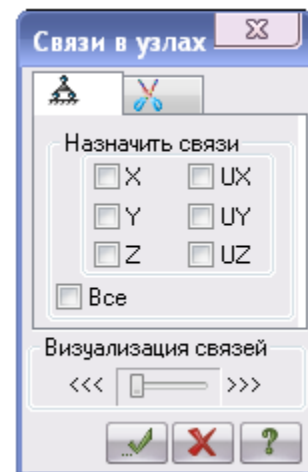 Связи в узлах
Назначить связи
X UX
Y UY
Z UZ
Все
Визуализация связей
<<< >>>
?